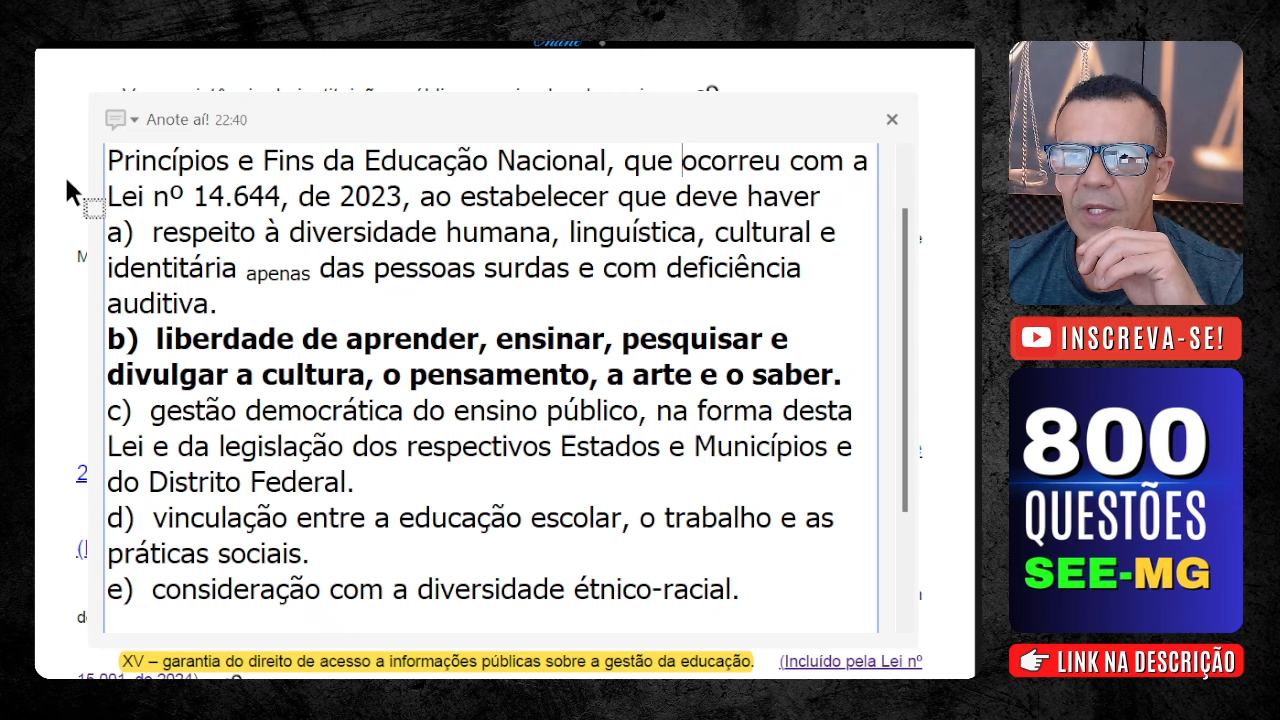 Online
Anote aí! 22:40
Princípios e Fins da Educação Nacional, que ocorreu com a
Lei nº 14.644, de 2023, ao estabelecer que deve haver
a) respeito à diversidade humana, linguística, cultural e
identitária apenas das pessoas surdas e com deficiência
auditiva.
b) liberdade de aprender, ensinar, pesquisar e
divulgar a cultura, o pensamento, a arte e o saber.
c) gestão democrática do ensino público, na forma desta
Lei e da legislação dos respectivos Estados e Municípios e
do Distrito Federal.
d) vinculação entre a educação escolar, o trabalho e as
práticas sociais.
e) consideração com a diversidade étnico-racial.
XV – garantia do direito de acesso a informações públicas sobre a gestão da educação. (Incluído pela Lei nº
15.001, de 2024)
INSCREVA-SE!
800
QUESTÕES
SEE-MG
LINK NA DESCRIÇÃO